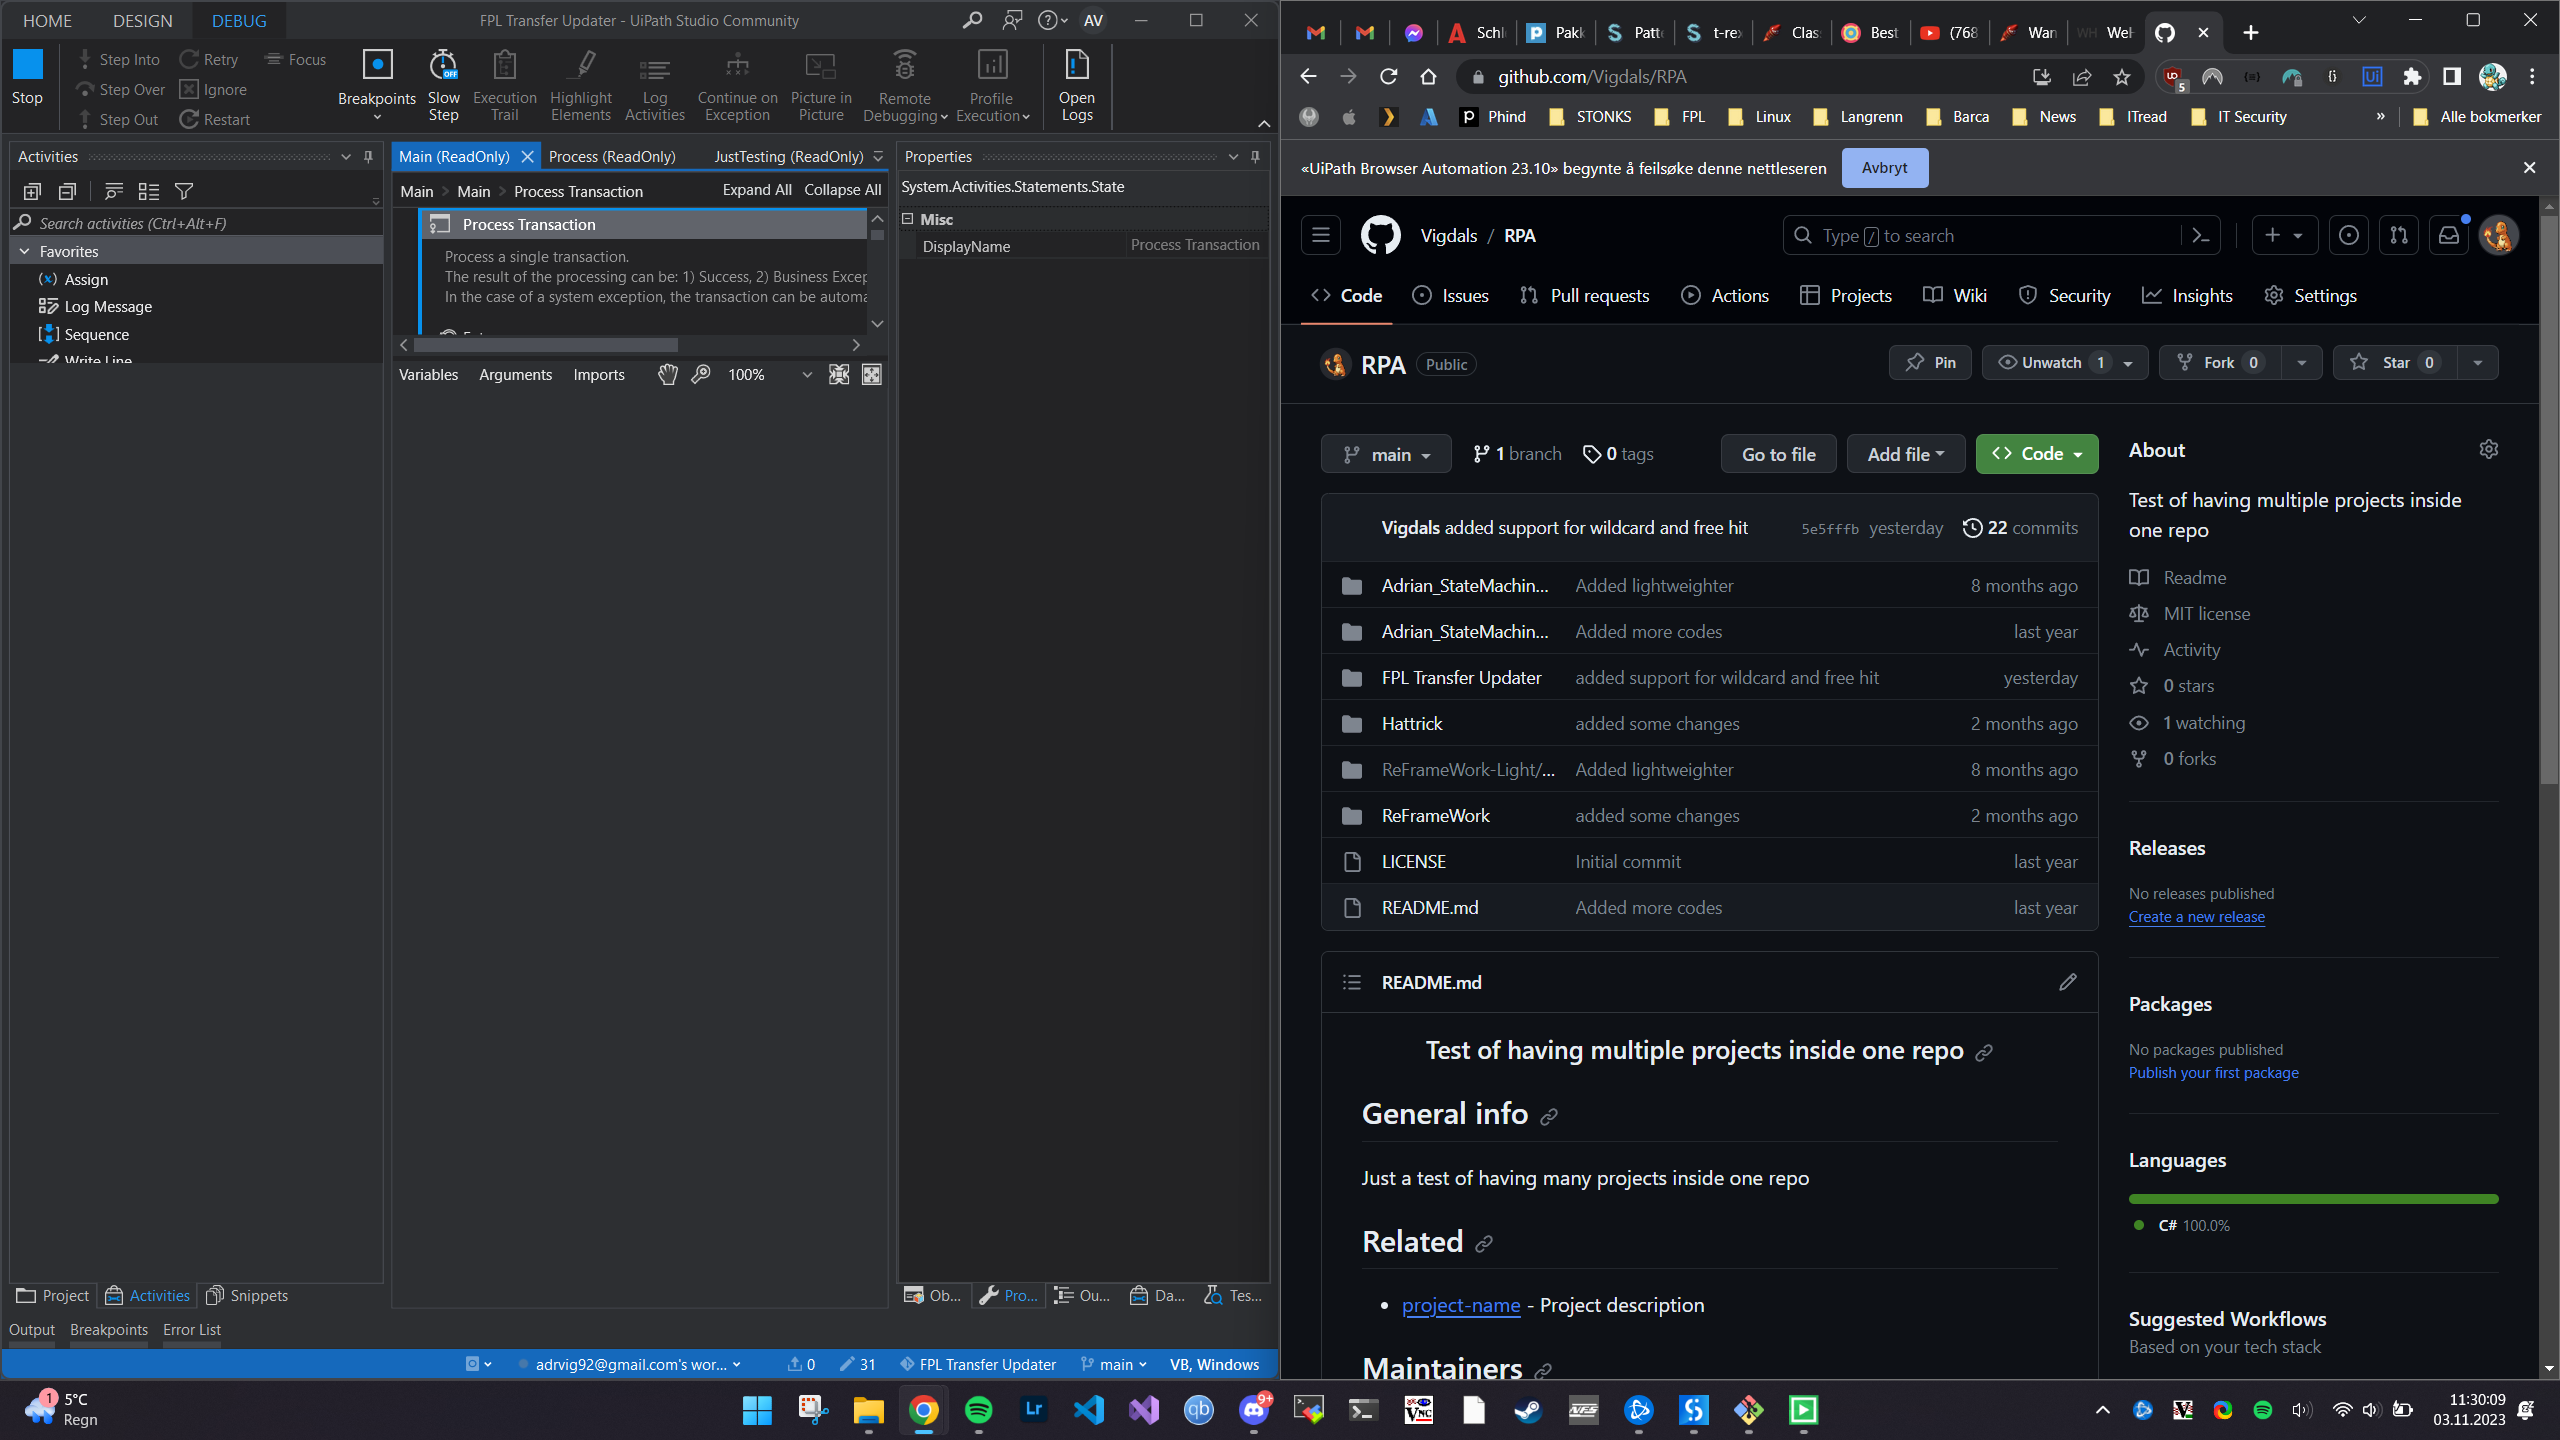 HOME DESIGN DEBUG FPL Transfer Updater - UiPath Studio Community AV
Stop
Step Into Retry Focus
Step Over Ignore
Step Out Restart
Breakpoints
Slow Step
Execution Trail
Highlight Elements
Log Activities
Continue on Exception
Picture in Picture
Remote Debugging
Profile Execution
Open Logs
Activities
Search activities (Ctrl+Alt+F)
Favorites
Assign
Log Message
Sequence
Write Line
Main (ReadOnly) Process (ReadOnly) JustTesting (ReadOnly)
Main > Main > Process Transaction Expand All Collapse All
Process Transaction
Process a single transaction.
The result of the processing can be: 1) Success, 2) Business Excep
In the case of a system exception, the transaction can be automa
Variables Arguments Imports 100%
Properties
System.Activities.Statements.State
Misc
DisplayName Process Transaction
Project Activities Snippets
Ob... Pro... Ou... Da... Tes...
Output Breakpoints Error List
adrvig92@gmail.com's wor... 0 31 FPL Transfer Updater main VB, Windows
Schl Pakk Patt t-rex Clas Best (768 Wan Wel
github.com/Vigdals/RPA
5
Phind STONKS FPL Linux Langrenn Barca News ITread IT Security » Alle bokmerker
«UiPath Browser Automation 23.10» begynte å feilsøke denne nettleseren Avbryt
Vigdals / RPA Type / to search
Code Issues Pull requests Actions Projects Wiki Security Insights Settings
RPA Public Pin Unwatch 1 Fork 0 Star 0
main 1 branch 0 tags Go to file Add file Code
Vigdals added support for wildcard and free hit 5e5fffb yesterday 22 commits
Adrian_StateMachin... Added lightweighter 8 months ago
Adrian_StateMachin... Added more codes last year
FPL Transfer Updater added support for wildcard and free hit yesterday
Hattrick added some changes 2 months ago
ReFrameWork-Light/... Added lightweighter 8 months ago
ReFrameWork added some changes 2 months ago
LICENSE Initial commit last year
README.md Added more codes last year
README.md
Test of having multiple projects inside one repo
General info
Just a test of having many projects inside one repo
Related
project-name - Project description
Maintainers
About
Test of having multiple projects inside
one repo
Readme
MIT license
Activity
0 stars
1 watching
0 forks
Releases
No releases published
Create a new release
Packages
No packages published
Publish your first package
Languages
C# 100.0%
Suggested Workflows
Based on your tech stack
1 5°C
Regn
Lr qb 9+ VNC NFS
11:30:09
03.11.2023